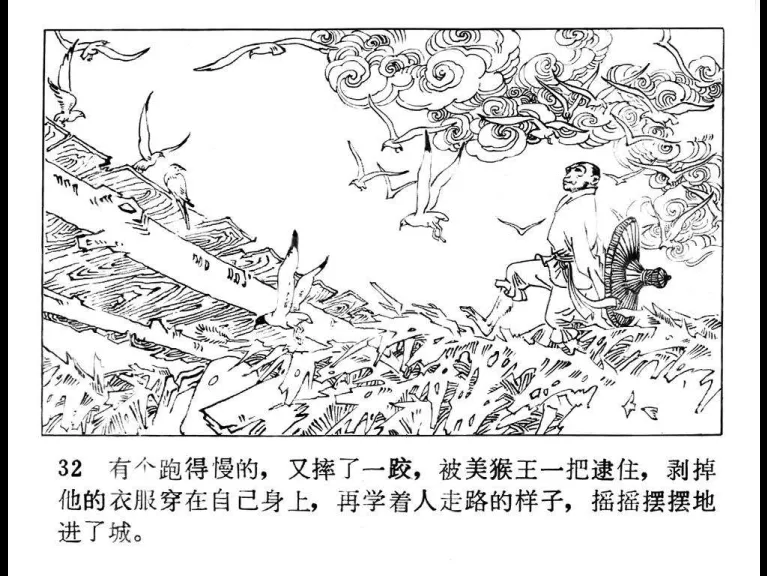 32 有个跑得慢的，又摔了一跤，被美猴王一把逮住，剥掉
他的衣服穿在自己身上，再学着人走路的样子，摇摇摆摆地
进了城。